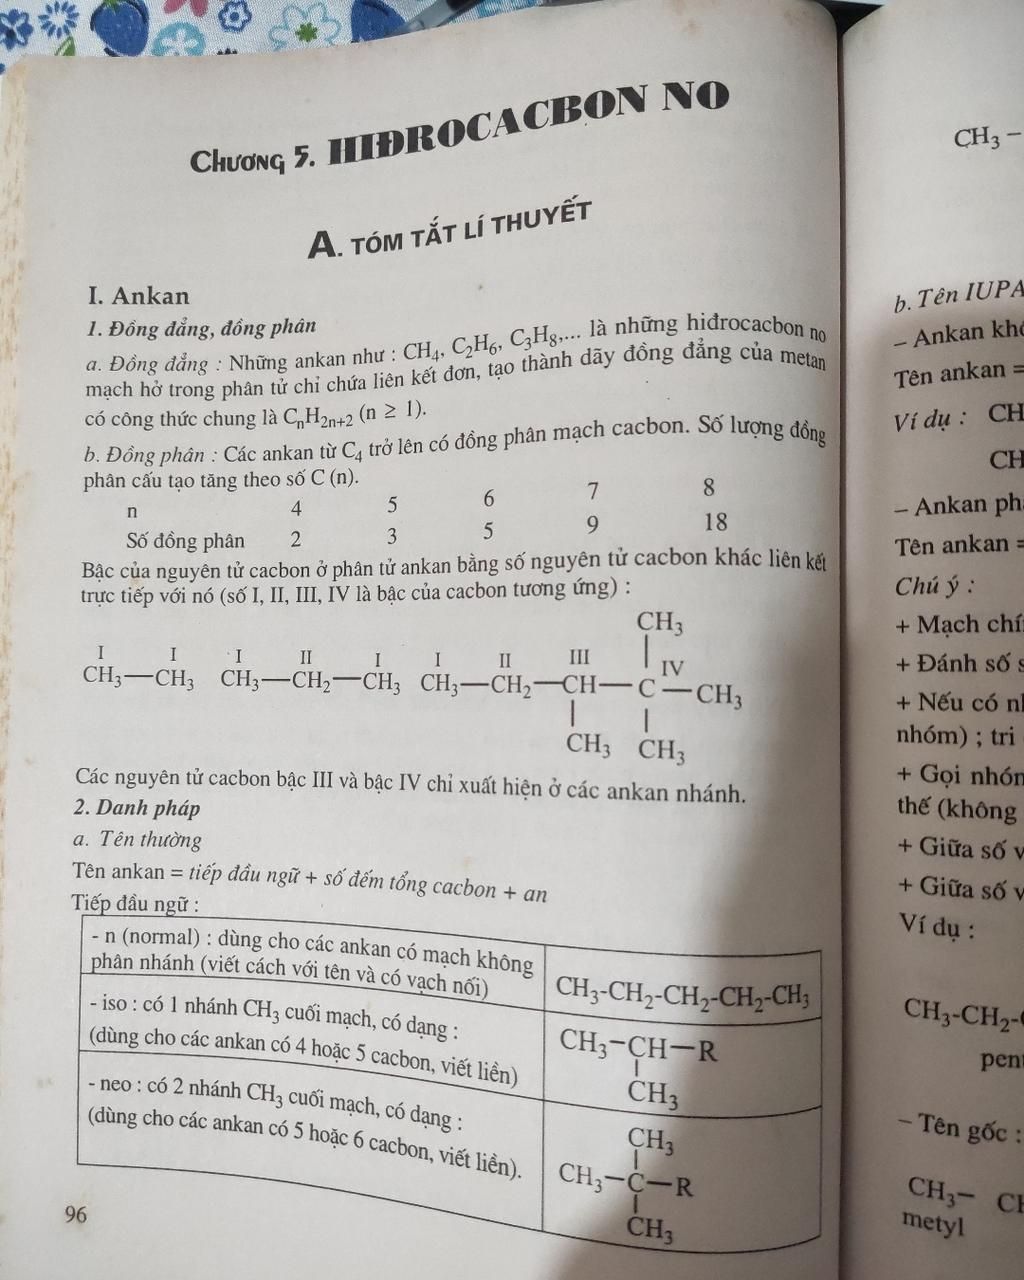 Chương 5. HIĐROCACBON NO
A. TÓM TẮT LÍ THUYẾT
I. Ankan
1. Đồng đẳng, đồng phân
a. Đồng đẳng : Những ankan như : CH₄, C₂H₆, C₃H₈,... là những hiđrocacbon no
mạch hở trong phân tử chỉ chứa liên kết đơn, tạo thành dãy đồng đẳng của metan
có công thức chung là CₙH₂ₙ₊₂ (n ≥ 1).
b. Đồng phân : Các ankan từ C₄ trở lên có đồng phân mạch cacbon. Số lượng đồng
phân cấu tạo tăng theo số C (n).
n 4 5 6 7 8
Số đồng phân 2 3 5 9 18
Bậc của nguyên tử cacbon ở phân tử ankan bằng số nguyên tử cacbon khác liên kết
trực tiếp với nó (số I, II, III, IV là bậc của cacbon tương ứng) :
CH₃
I I I II I I II III IV
CH₃—CH₃ CH₃—CH₂—CH₃ CH₃—CH₂—CH—C—CH₃
CH₃ CH₃
Các nguyên tử cacbon bậc III và bậc IV chỉ xuất hiện ở các ankan nhánh.
2. Danh pháp
a. Tên thường
Tên ankan = tiếp đầu ngữ + số đếm tổng cacbon + an
Tiếp đầu ngữ :
- n (normal) : dùng cho các ankan có mạch không
phân nhánh (viết cách với tên và có vạch nối)
CH₃-CH₂-CH₂-CH₂-CH₃
- iso : có 1 nhánh CH₃ cuối mạch, có dạng :
(dùng cho các ankan có 4 hoặc 5 cacbon, viết liền)
CH₃—CH—R
CH₃
- neo : có 2 nhánh CH₃ cuối mạch, có dạng :
(dùng cho các ankan có 5 hoặc 6 cacbon, viết liền).
CH₃
CH₃—C—R
CH₃
96
CH₃ –
b. Tên IUPA
– Ankan khô
Tên ankan =
Ví dụ : CH
CH
– Ankan phâ
Tên ankan =
Chú ý :
+ Mạch chí
+ Đánh số s
+ Nếu có nh
nhóm) ; tri
+ Gọi nhóm
thế (không
+ Giữa số v
+ Giữa số v
Ví dụ :
CH₃-CH₂-
pen
– Tên gốc :
CH₃– CH
metyl